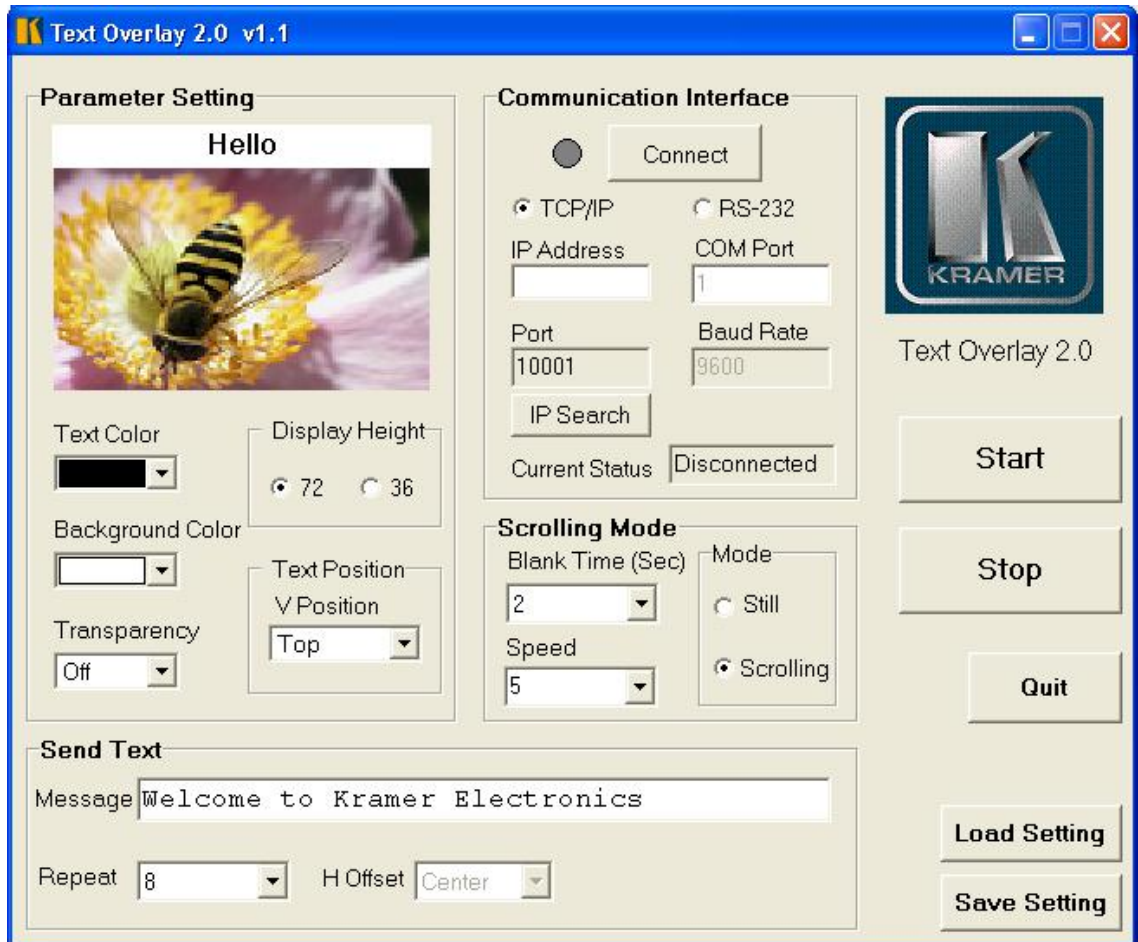 Text Overlay 2.0 v1.1
Parameter Setting
Hello
Text Color
Display Height
72
36
Background Color
Text Position
V Position
Top
Transparency
Off
Communication Interface
Connect
TCP/IP
RS-232
IP Address
COM Port
1
Port
Baud Rate
10001
9600
IP Search
Current Status
Disconnected
Scrolling Mode
Blank Time (Sec)
2
Speed
5
Mode
Still
Scrolling
KRAMER
Text Overlay 2.0
Start
Stop
Quit
Send Text
Message
Welcome to Kramer Electronics
Repeat
8
H Offset
Center
Load Setting
Save Setting